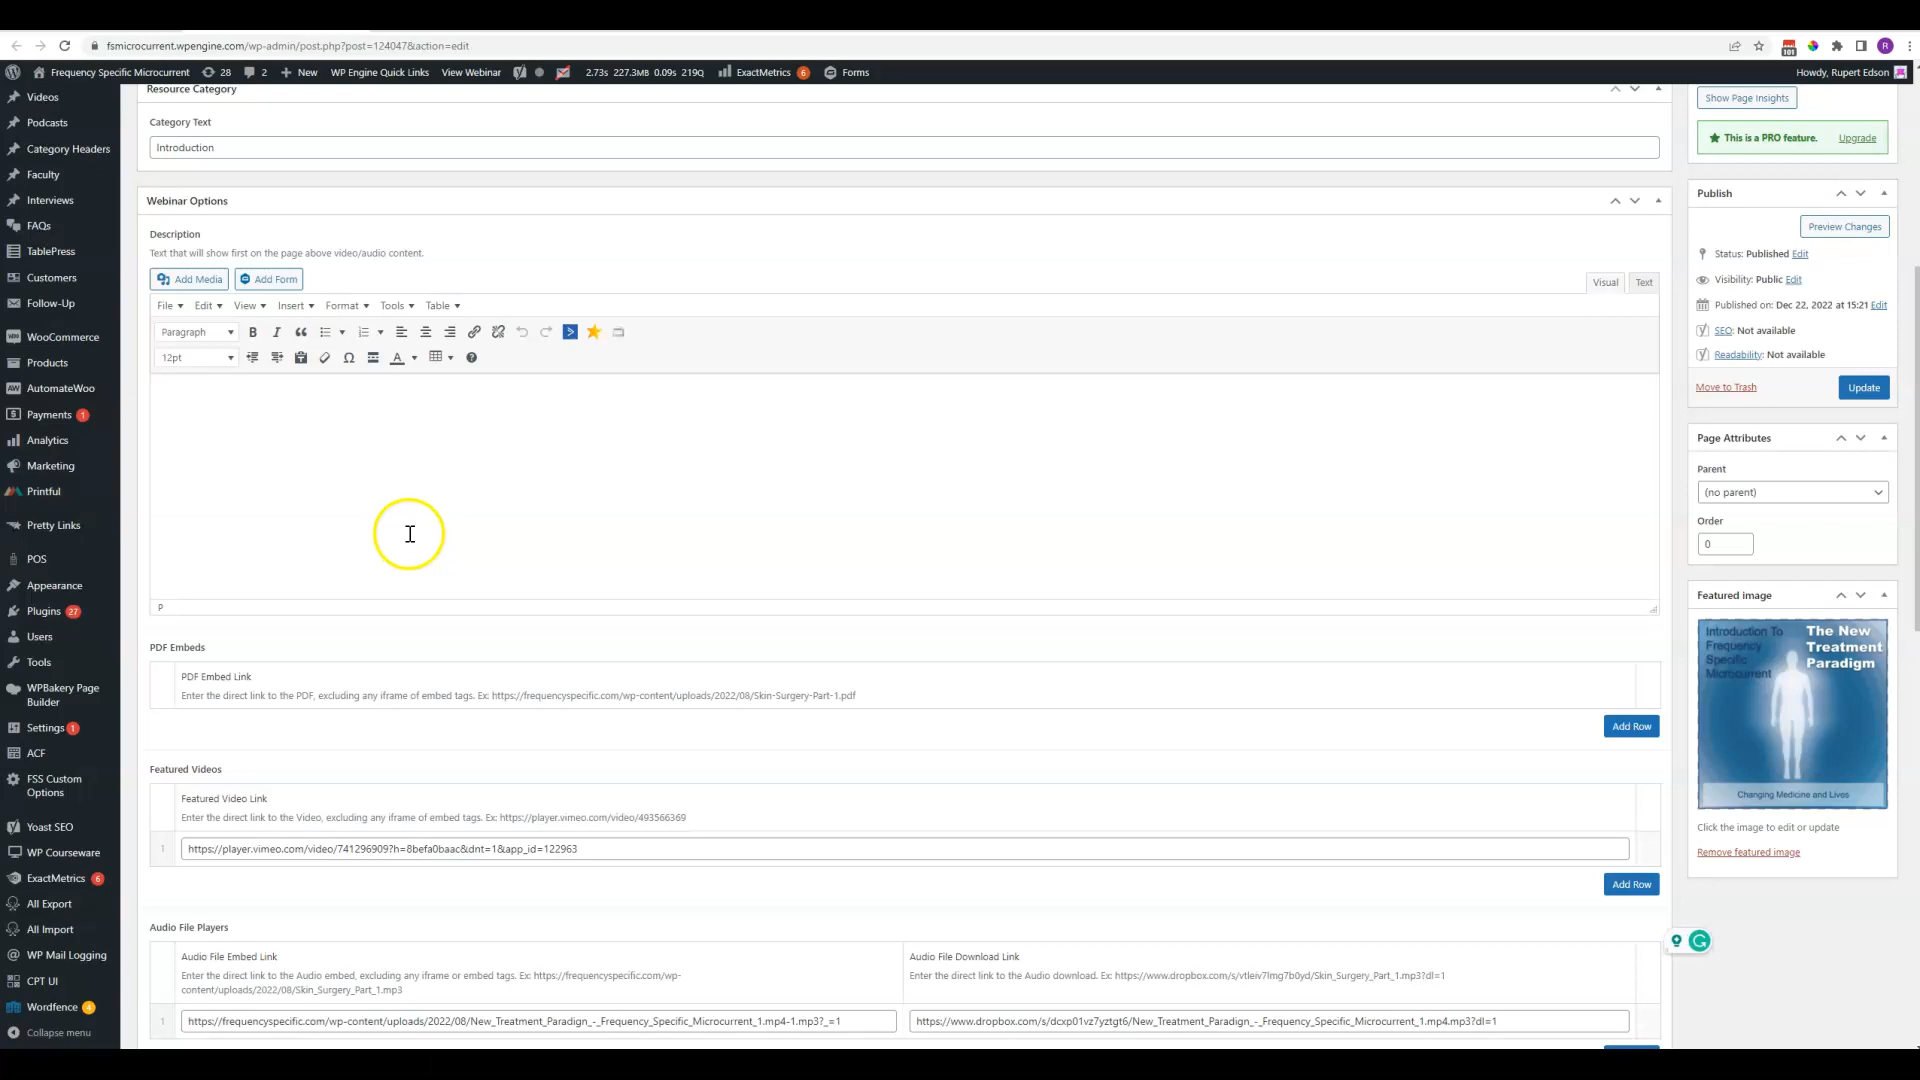 fsmicrocurrent.wpengine.com/wp-admin/post.php?post=124047&action=edit
101
R
Frequency Specific Microcurrent 28 2 New WP Engine Quick Links View Webinar 2.73s 227.3MB 0.09s 219Q ExactMetrics 6 Forms Howdy, Rupert Edson
Videos
Podcasts
Category Headers
Faculty
Interviews
FAQs
TablePress
Customers
Follow-Up
WooCommerce
Products
AutomateWoo
Payments 1
Analytics
Marketing
Printful
Pretty Links
POS
Appearance
Plugins 27
Users
Tools
WPBakery Page
Builder
Settings 1
ACF
FSS Custom
Options
Yoast SEO
WP Courseware
ExactMetrics 6
All Export
All Import
WP Mail Logging
CPT UI
Wordfence 4
Collapse menu
Resource Category
Category Text
Introduction
Webinar Options
Description
Text that will show first on the page above video/audio content.
Add Media Add Form
Visual Text
File Edit View Insert Format Tools Table
Paragraph
12pt
P
PDF Embeds
PDF Embed Link
Enter the direct link to the PDF, excluding any iframe of embed tags. Ex: https://frequencyspecific.com/wp-content/uploads/2022/08/Skin-Surgery-Part-1.pdf
Add Row
Featured Videos
Featured Video Link
Enter the direct link to the Video, excluding any iframe of embed tags. Ex: https://player.vimeo.com/video/493566369
1 https://player.vimeo.com/video/741296909?h=8befa0baac&dnt=1&app_id=122963
Add Row
Audio File Players
Audio File Embed Link
Enter the direct link to the Audio embed, excluding any iframe or embed tags. Ex: https://frequencyspecific.com/wp-
content/uploads/2022/08/Skin_Surgery_Part_1.mp3
Audio File Download Link
Enter the direct link to the Audio download. Ex: https://www.dropbox.com/s/vtleiv7lmg7b0yd/Skin_Surgery_Part_1.mp3?dl=1
1 https://frequencyspecific.com/wp-content/uploads/2022/08/New_Treatment_Paradign_-_Frequency_Specific_Microcurrent_1.mp4-1.mp3?_=1
https://www.dropbox.com/s/dcxp01vz7yztgt6/New_Treatment_Paradign_-_Frequency_Specific_Microcurrent_1.mp4.mp3?dl=1
Show Page Insights
This is a PRO feature. Upgrade
Publish
Preview Changes
Status: Published Edit
Visibility: Public Edit
Published on: Dec 22, 2022 at 15:21 Edit
SEO: Not available
Readability: Not available
Move to Trash Update
Page Attributes
Parent
(no parent)
Order
0
Featured image
Introduction To
Frequency
Specific
Microcurrent
The New
Treatment
Paradigm
Changing Medicine and Lives
Click the image to edit or update
Remove featured image